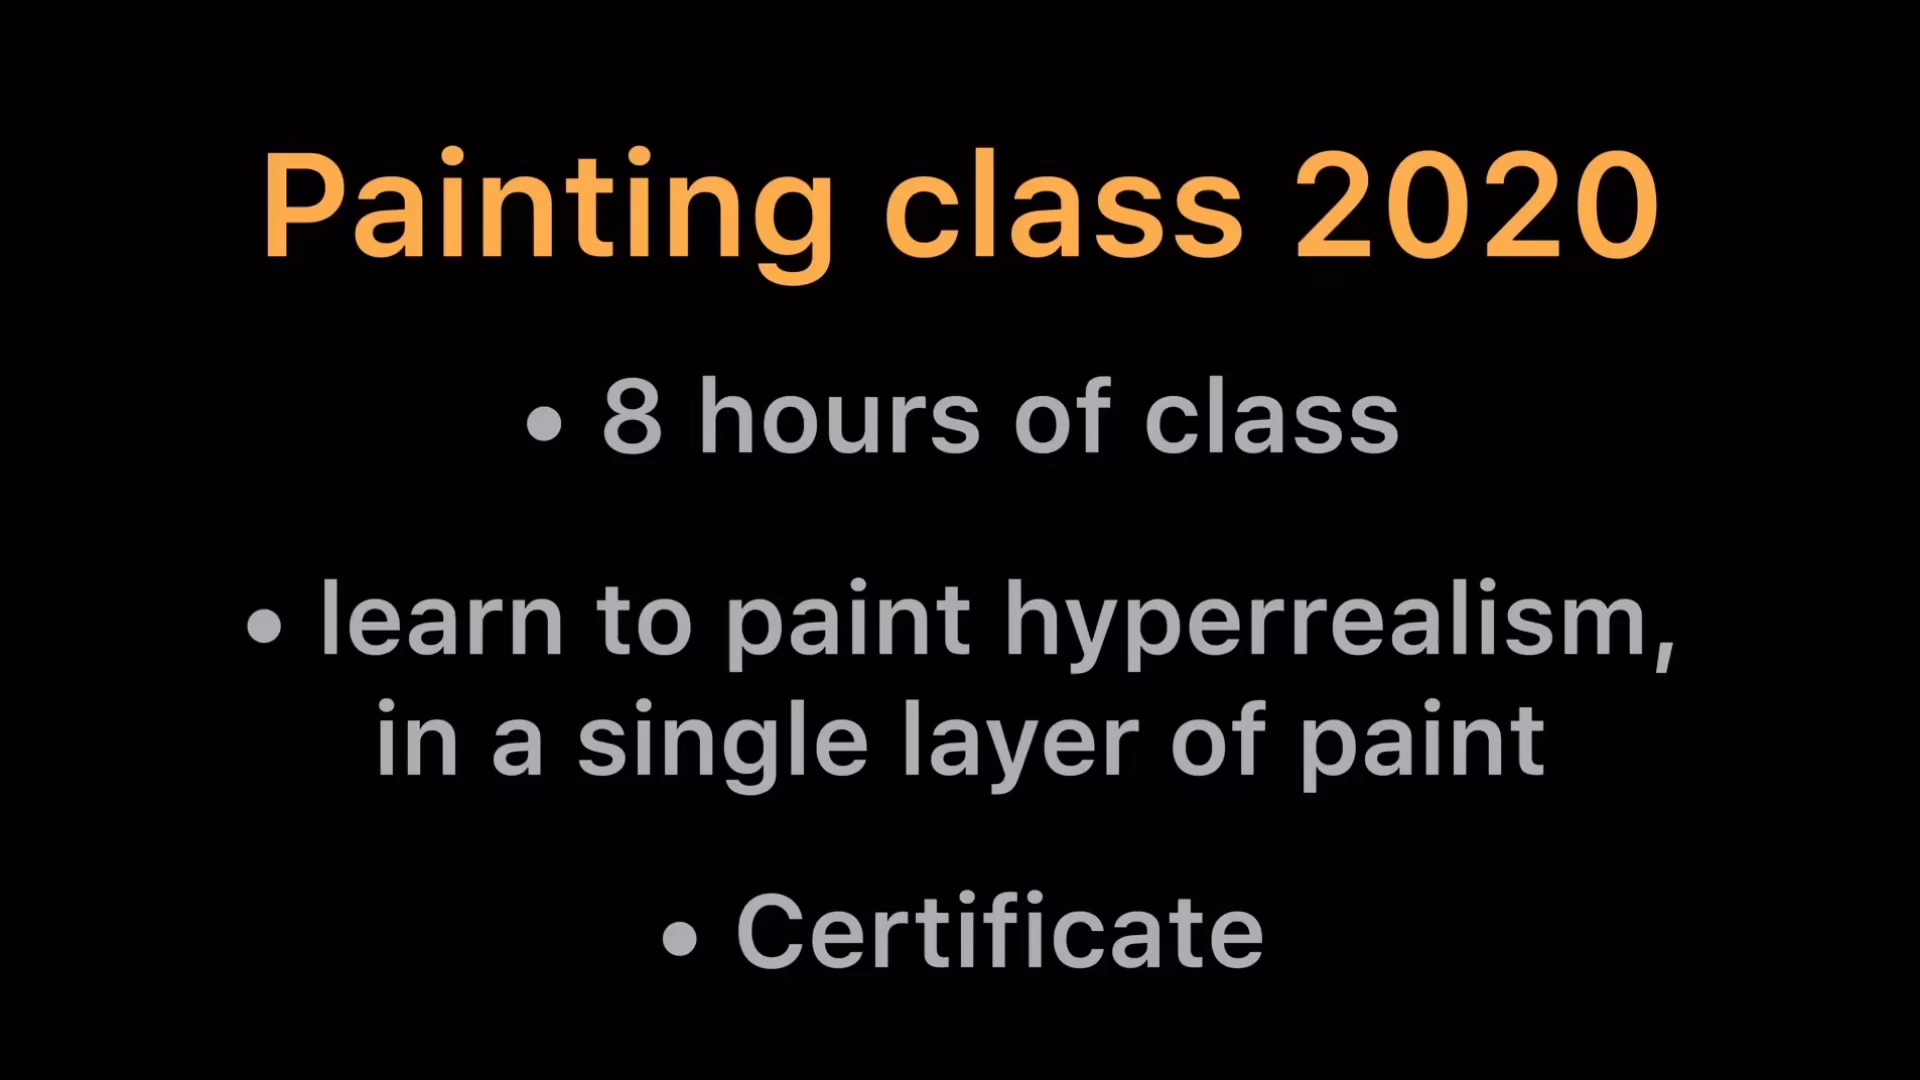 Painting class 2020
• 8 hours of class
• learn to paint hyperrealism,
in a single layer of paint
• Certificate